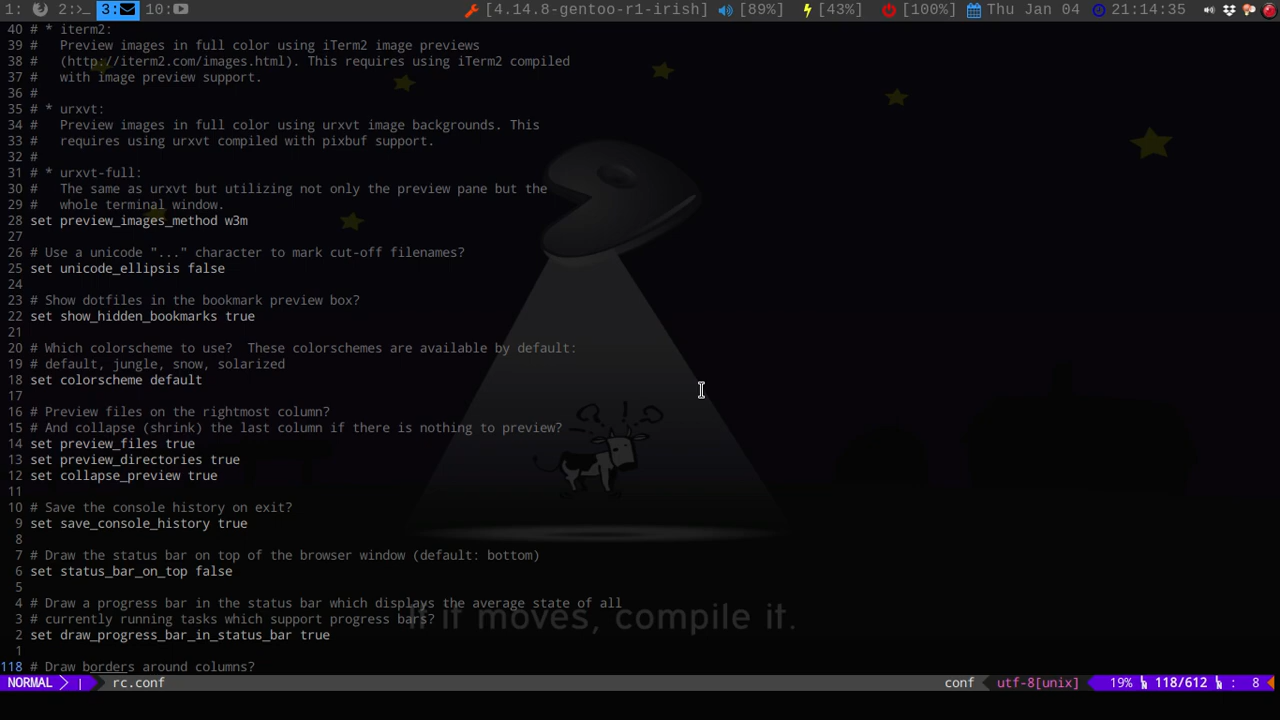 1: 2:>_ 3: 10: [4.14.8-gentoo-r1-irish] [89%] [43%] [100%] Thu Jan 04 21:14:35
40 # * iterm2:
39 #   Preview images in full color using iTerm2 image previews
38 #   (http://iterm2.com/images.html). This requires using iTerm2 compiled
37 #   with image preview support.
36 #
35 # * urxvt:
34 #   Preview images in full color using urxvt image backgrounds. This
33 #   requires using urxvt compiled with pixbuf support.
32 #
31 # * urxvt-full:
30 #   The same as urxvt but utilizing not only the preview pane but the
29 #   whole terminal window.
28 set preview_images_method w3m
27
26 # Use a unicode "..." character to mark cut-off filenames?
25 set unicode_ellipsis false
24
23 # Show dotfiles in the bookmark preview box?
22 set show_hidden_bookmarks true
21
20 # Which colorscheme to use?  These colorschemes are available by default:
19 # default, jungle, snow, solarized
18 set colorscheme default
17
16 # Preview files on the rightmost column?
15 # And collapse (shrink) the last column if there is nothing to preview?
14 set preview_files true
13 set preview_directories true
12 set collapse_preview true
11
10 # Save the console history on exit?
9 set save_console_history true
8
7 # Draw the status bar on top of the browser window (default: bottom)
6 set status_bar_on_top false
5
4 # Draw a progress bar in the status bar which displays the average state of all
3 # currently running tasks which support progress bars?
2 set draw_progress_bar_in_status_bar true
1
118 # Draw borders around columns?
If it moves, compile it.
NORMAL | rc.conf conf utf-8[unix] 19% 118/612 : 8